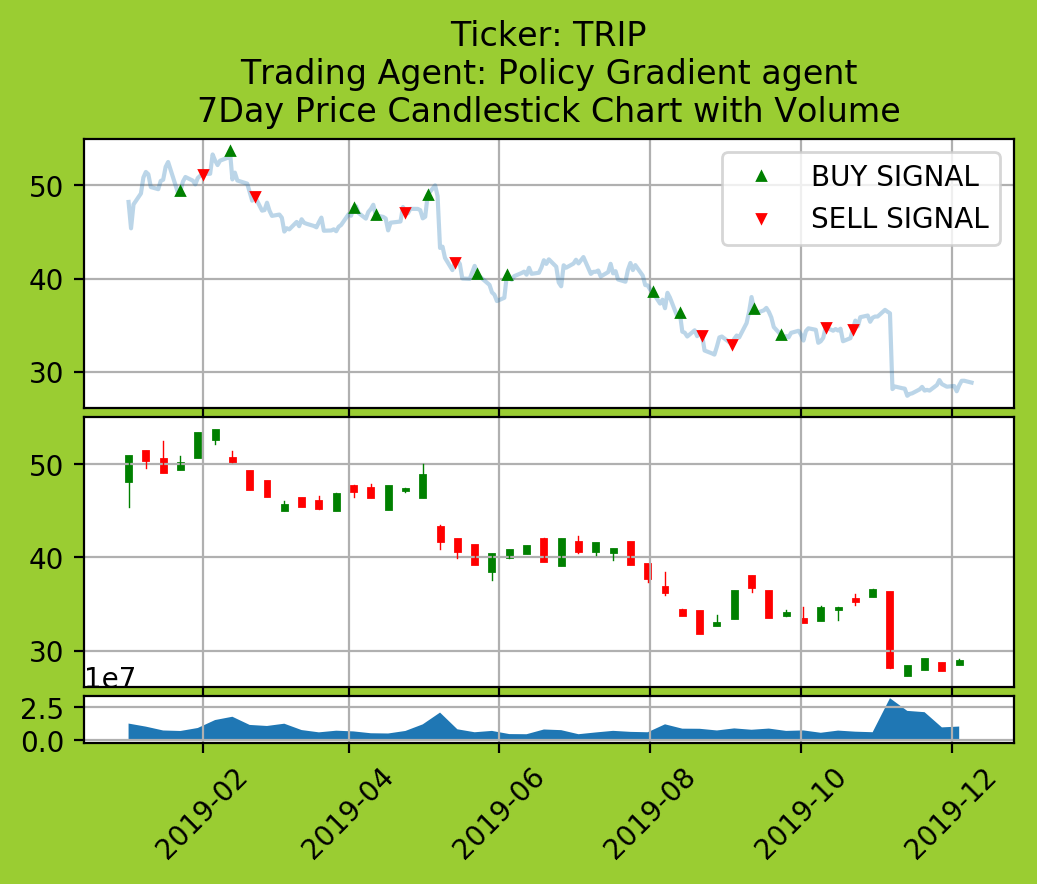 Ticker: TRIP
Trading Agent: Policy Gradient agent
7Day Price Candlestick Chart with Volume
BUY SIGNAL
SELL SIGNAL
50
40
30
50
40
30
1e7
2.5
0.0
2019-02
2019-04
2019-06
2019-08
2019-10
2019-12